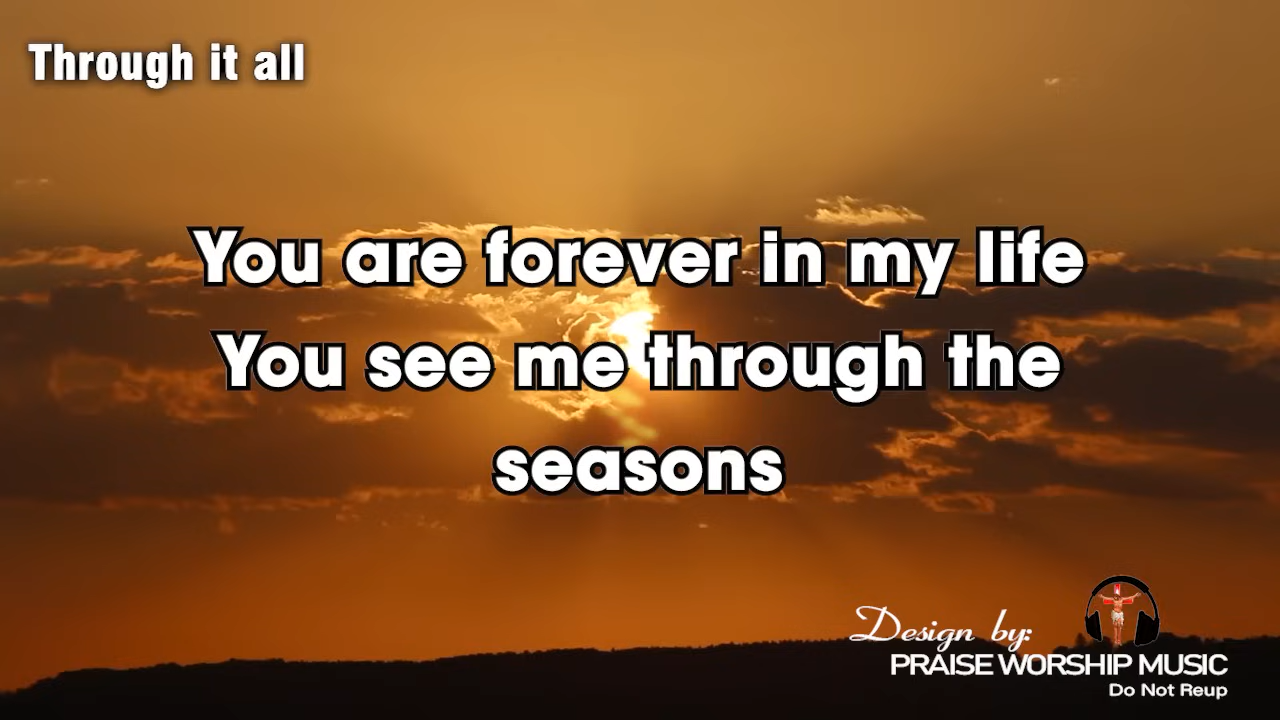 Through it all
You are forever in my life
You see me through the
seasons
Design by:
PRAISE WORSHIP MUSIC
Do Not Reup